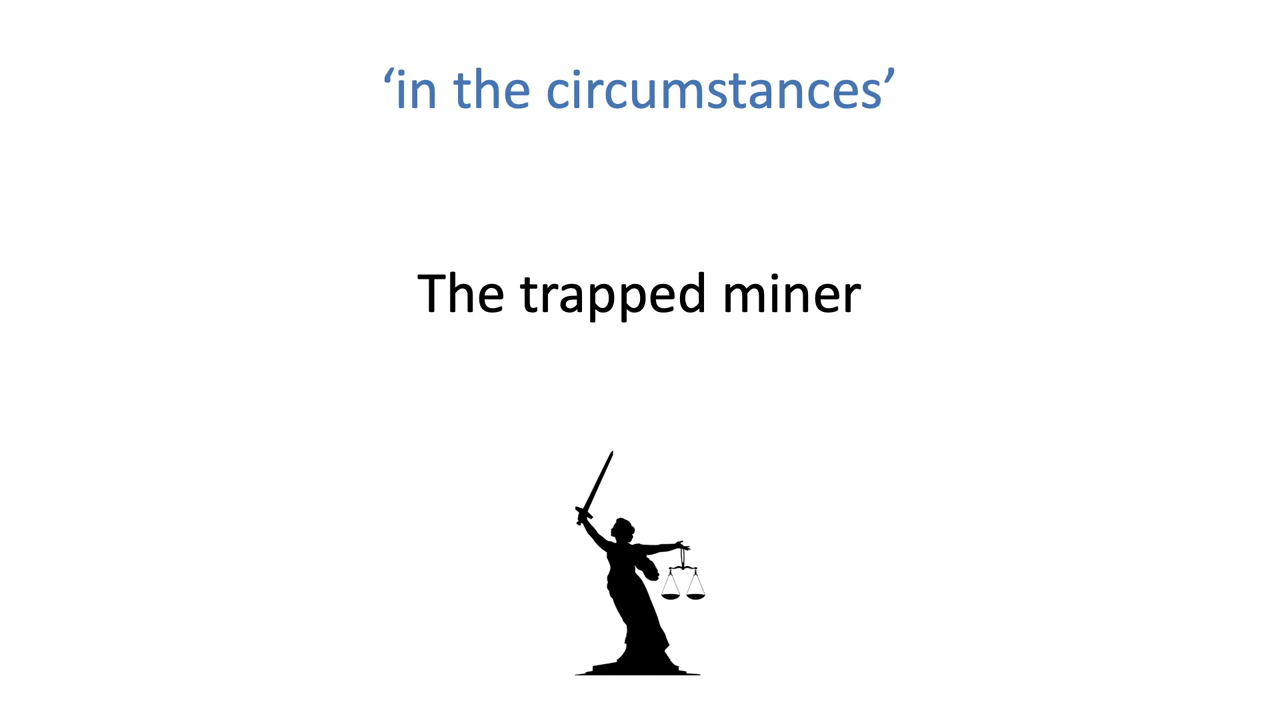 ‘in the circumstances’
The trapped miner